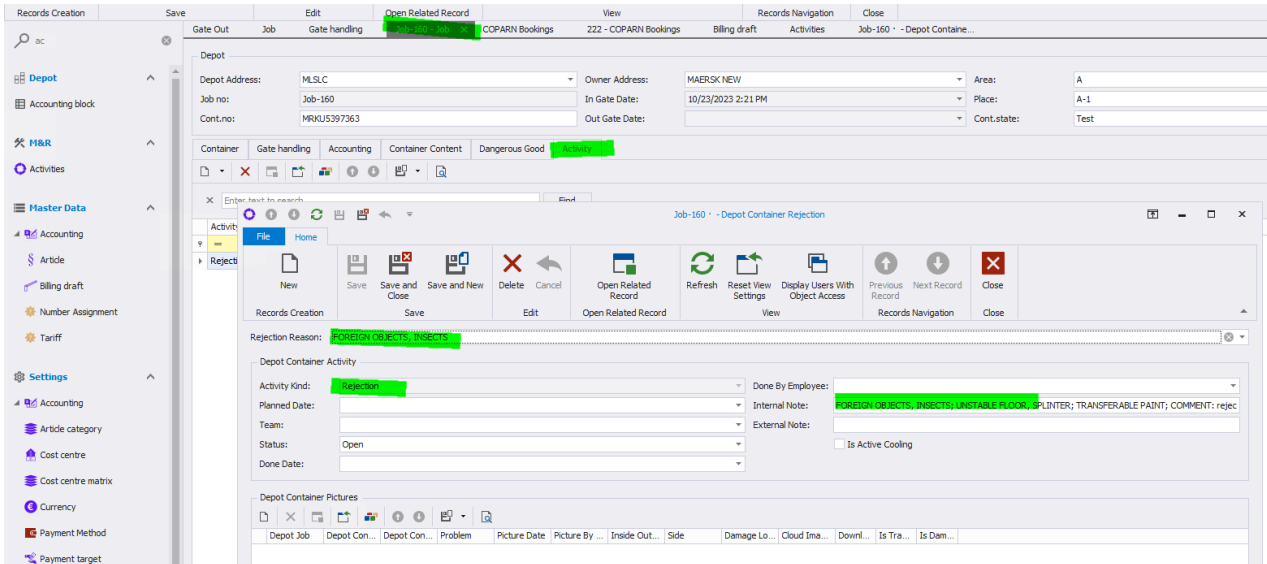 Records Creation Save Edit Open Related Record View Records Navigation Close
Gate Out Job Gate handling Job-160 - Job COPARN Bookings 222 - COPARN Bookings Billing draft Activities Job-160 · - Depot Containe...
ac
Depot
Accounting block
M&R
Activities
Master Data
Accounting
Article
Billing draft
Number Assignment
Tariff
Settings
Accounting
Article category
Cost centre
Cost centre matrix
Currency
Payment Method
Payment target
Depot
Depot Address: MLSLC Owner Address: MAERSK NEW Area: A
Job no: Job-160 In Gate Date: 10/23/2023 2:21 PM Place: A-1
Cont.no: MRKU5397363 Out Gate Date: Cont.state: Test
Container Gate handling Accounting Container Content Dangerous Good Activity
Enter text to search Find
Activity
=
Rejecti
Job-160 · - Depot Container Rejection
File Home
New Save Save and Close Save and New Delete Cancel Open Related Record Refresh Reset View Settings Display Users With Object Access Previous Record Next Record Close
Records Creation Save Edit Open Related Record View Records Navigation Close
Rejection Reason: FOREIGN OBJECTS, INSECTS
Depot Container Activity
Activity Kind: Rejection Done By Employee:
Planned Date: Internal Note: FOREIGN OBJECTS, INSECTS; UNSTABLE FLOOR, SPLINTER; TRANSFERABLE PAINT; COMMENT: rejec
Team: External Note:
Status: Open Is Active Cooling
Done Date:
Depot Container Pictures
Depot Job Depot Con... Depot Con... Problem Picture Date Picture By ... Inside Out... Side Damage Lo... Cloud Ima... Downl... Is Tra... Is Dam...